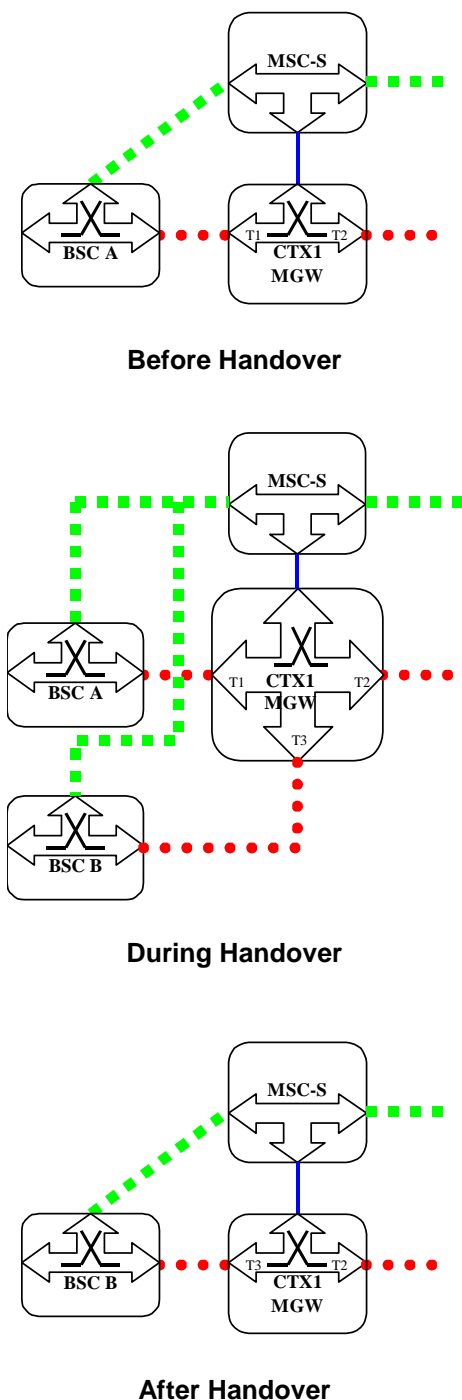 MSC-S
BSC A
T1
T2
CTX1
MGW
Before Handover
MSC-S
BSC A
T1
CTX1
T2
MGW
T3
BSC B
During Handover
MSC-S
BSC B
T3
T2
CTX1
MGW
After Handover